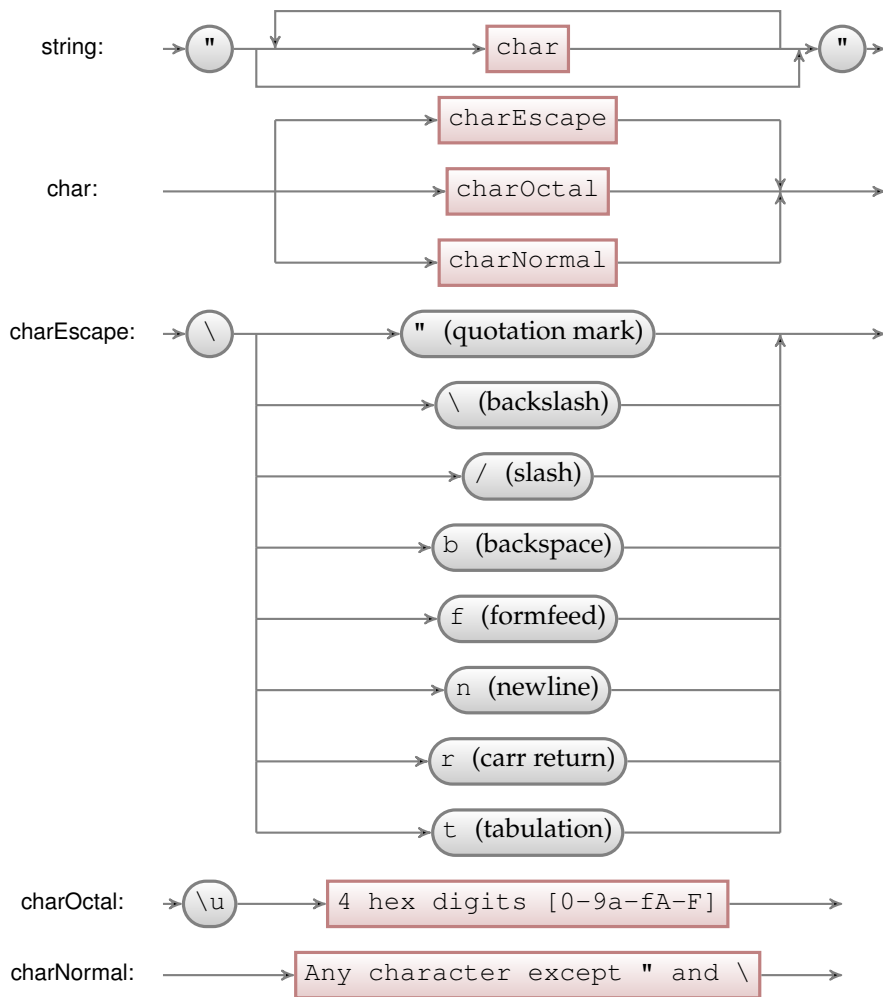 string: " char "
charEscape
char: charOctal
charNormal
charEscape: \ " (quotation mark)
\ (backslash)
/ (slash)
b (backspace)
f (formfeed)
n (newline)
r (carr return)
t (tabulation)
charOctal: \u 4 hex digits [0-9a-fA-F]
charNormal: Any character except " and \